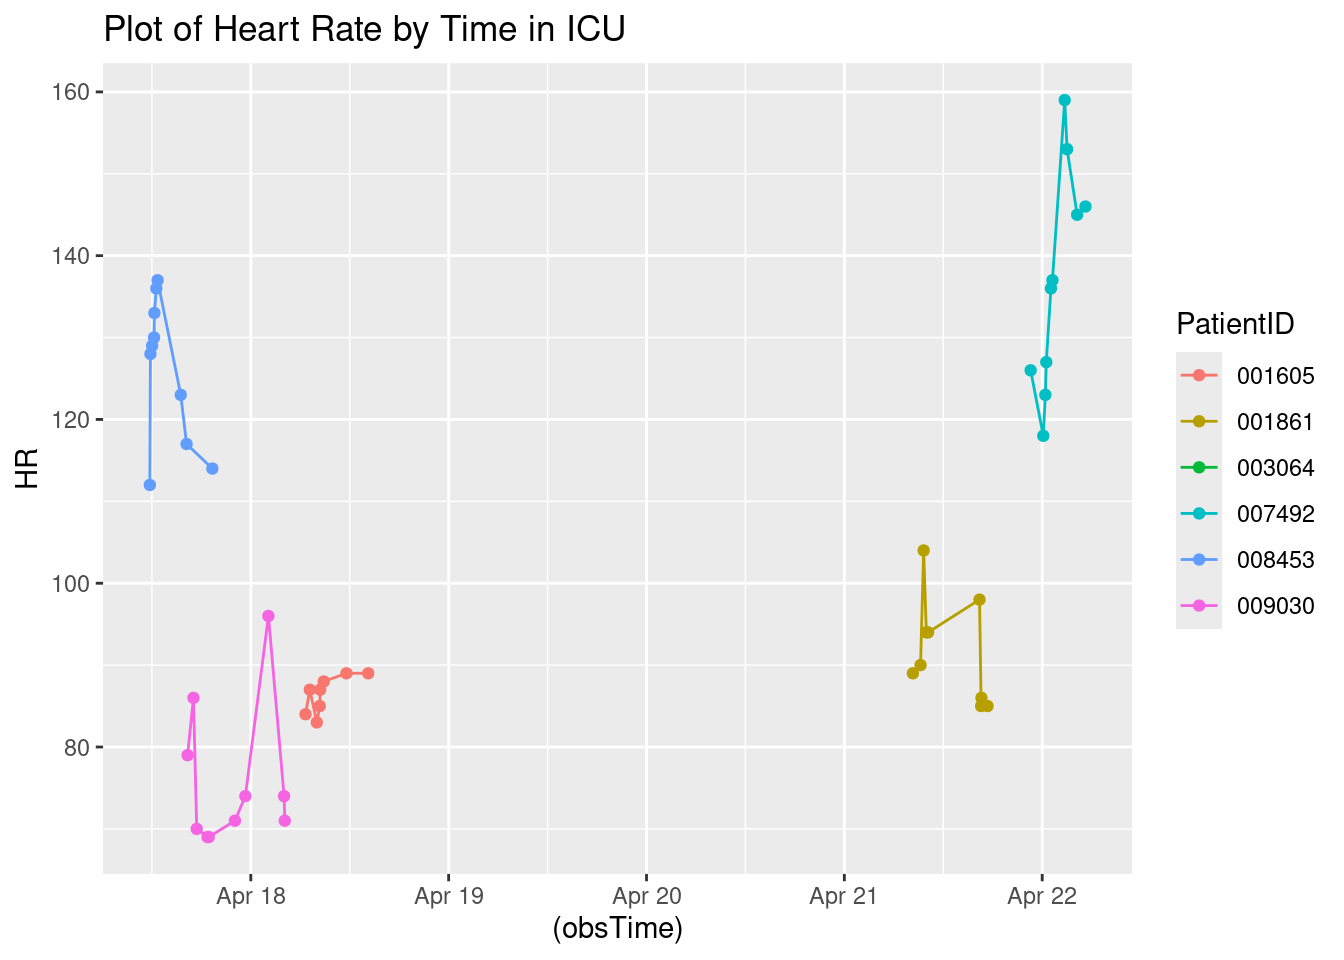 Plot of Heart Rate by Time in ICU
160
140
120
100
80
HR
Apr 18
Apr 19
Apr 20
Apr 21
Apr 22
(obsTime)
PatientID
001605
001861
003064
007492
008453
009030